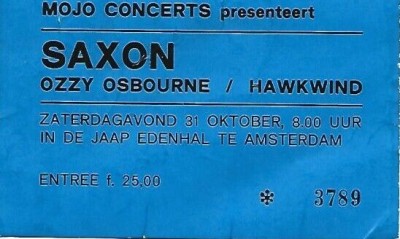 MOJO CONCERTS presenteert
SAXON
OZZY OSBOURNE / HAWKWIND
ZATERDAGAVOND 31 OKTOBER, 8.00 UUR
IN DE JAAP EDENHAL TE AMSTERDAM
ENTREE f. 25,00
✻ 3789